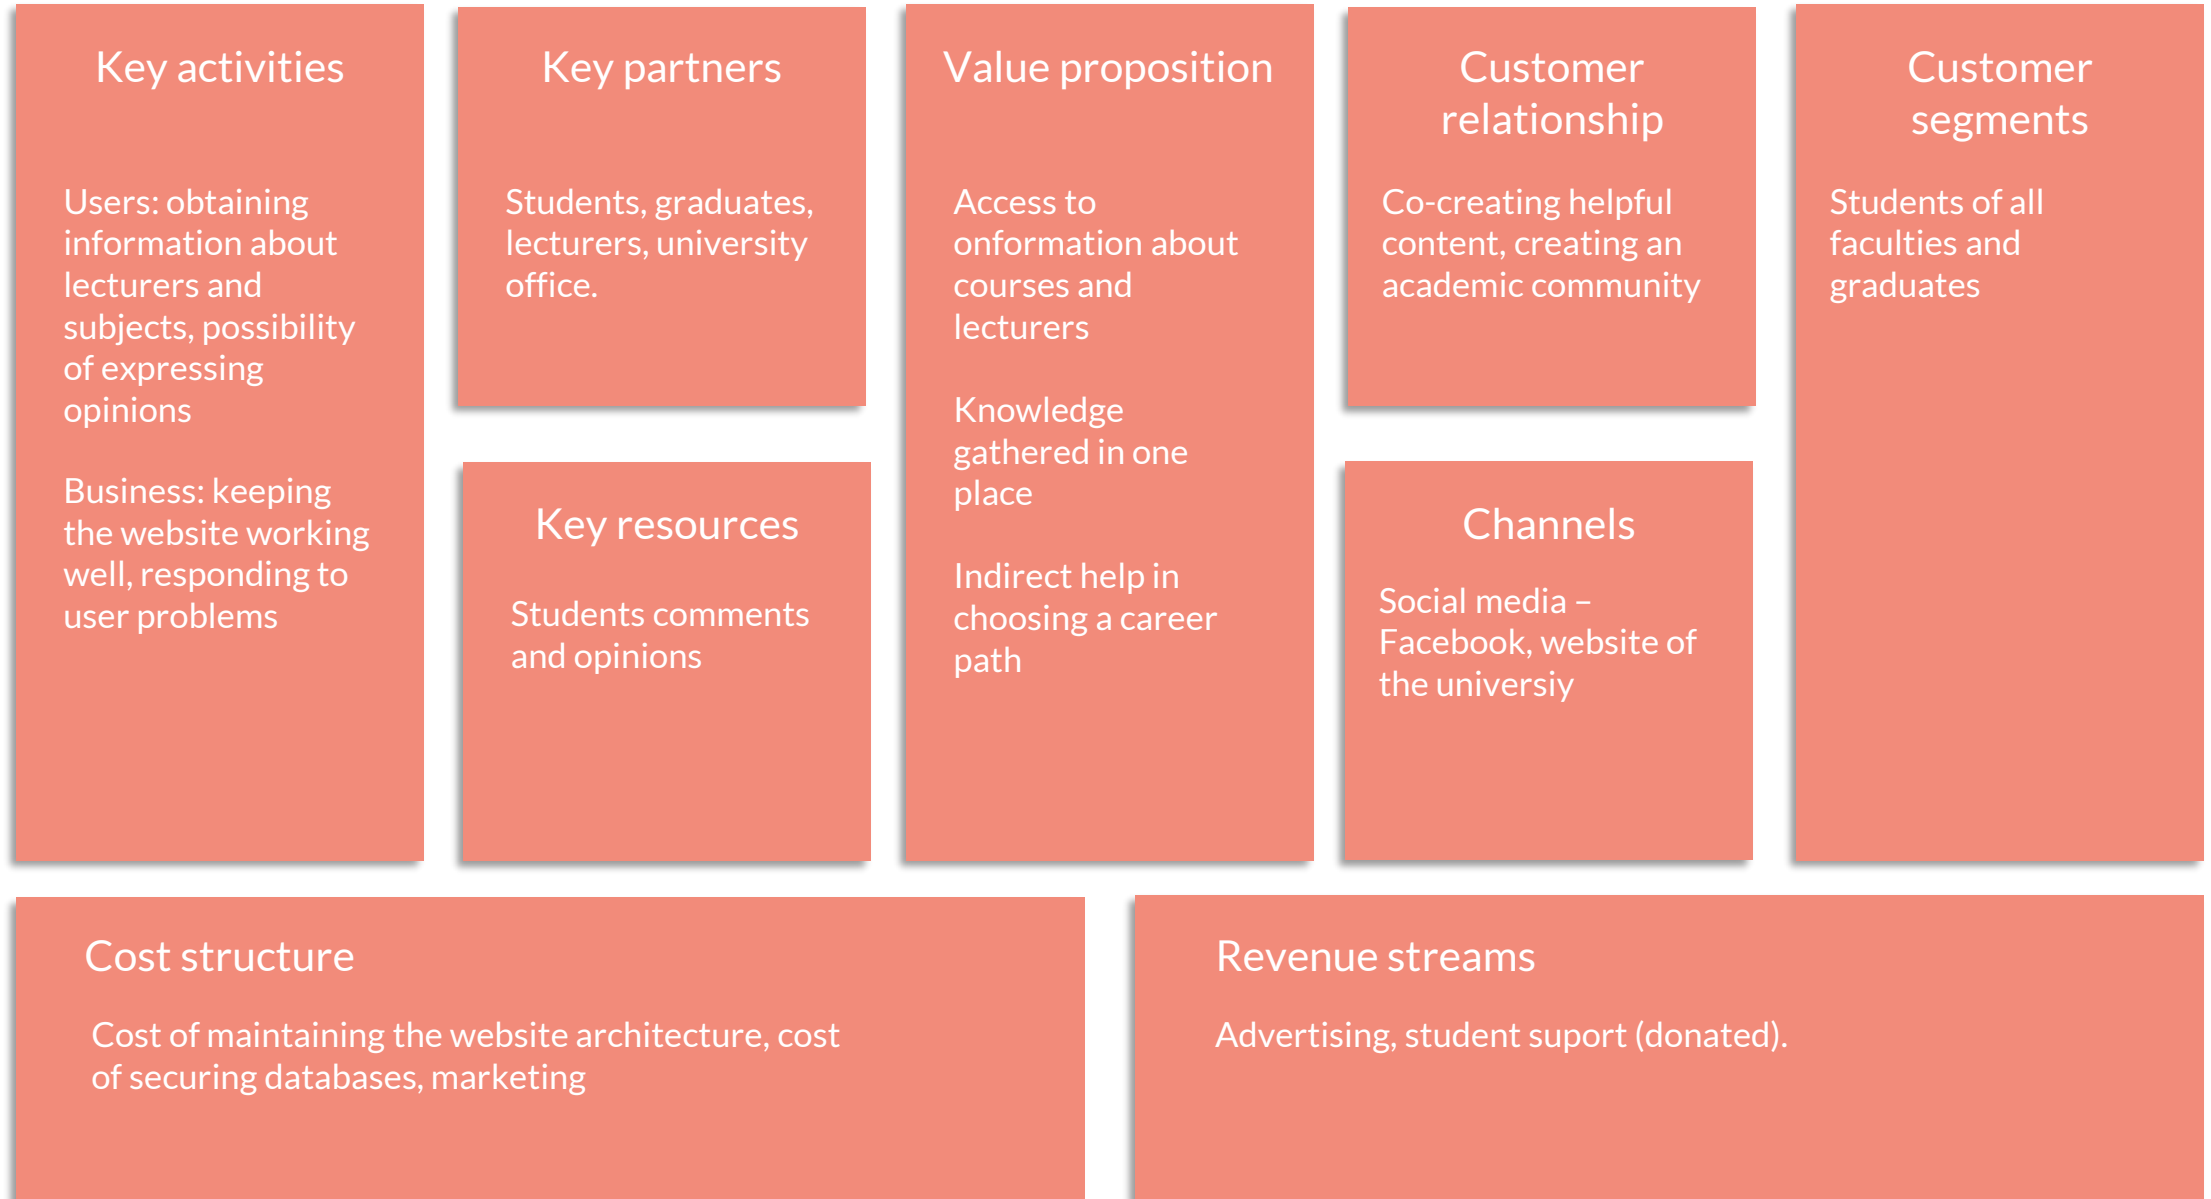 Key activities
Users: obtaining
information about
lecturers and
subjects, possibility
of expressing
opinions
Business: keeping
the website working
well, responding to
user problems
Key partners
Students, graduates,
lecturers, university
office.
Key resources
Students comments
and opinions
Value proposition
Access to
onformation about
courses and
lecturers
Knowledge
gathered in one
place
Indirect help in
choosing a career
path
Customer
relationship
Co-creating helpful
content, creating an
academic community
Channels
Social media –
Facebook, website of
the universiy
Customer
segments
Students of all
faculties and
graduates
Cost structure
Cost of maintaining the website architecture, cost
of securing databases, marketing
Revenue streams
Advertising, student suport (donated).